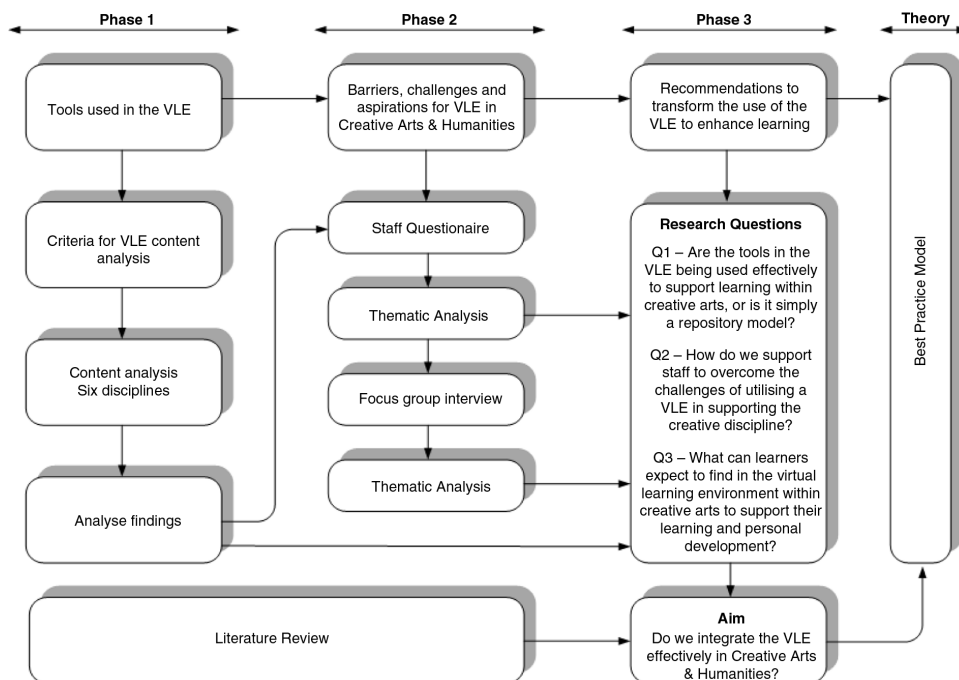 Phase 1
Phase 2
Phase 3
Theory
Tools used in the VLE
Barriers, challenges and
aspirations for VLE in
Creative Arts & Humanities
Recommendations to
transform the use of the
VLE to enhance learning
Criteria for VLE content
analysis
Content analysis
Six disciplines
Analyse findings
Staff Questionaire
Thematic Analysis
Focus group interview
Thematic Analysis
Research Questions
Q1 – Are the tools in the
VLE being used effectively
to support learning within
creative arts, or is it simply
a repository model?
Q2 – How do we support
staff to overcome the
challenges of utilising a
VLE in supporting the
creative discipline?
Q3 – What can learners
expect to find in the virtual
learning environment within
creative arts to support their
learning and personal
development?
Best Practice Model
Literature Review
Aim
Do we integrate the VLE
effectively in Creative Arts
& Humanities?